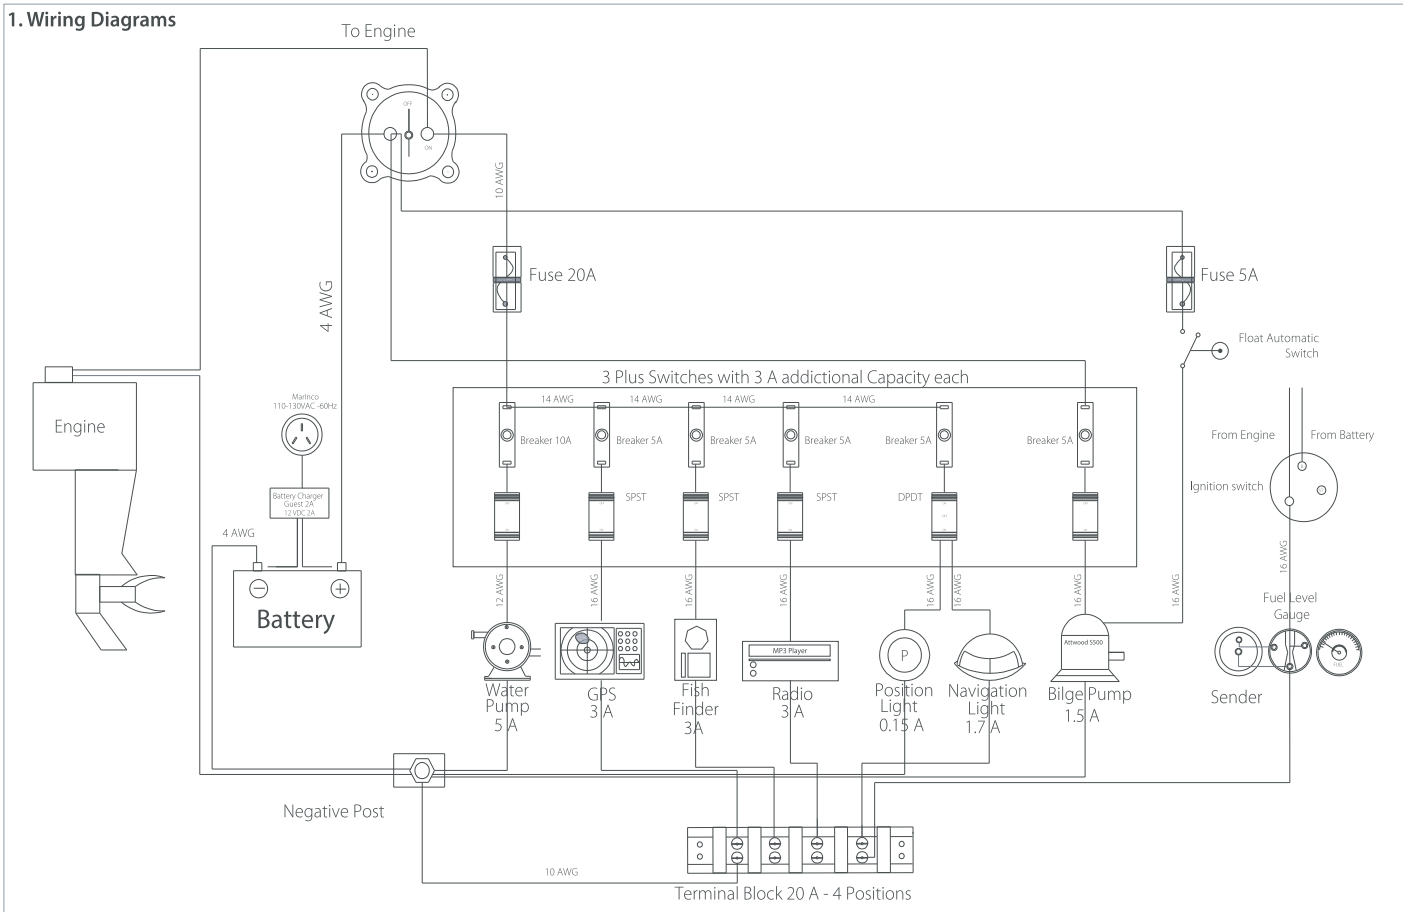 1. Wiring Diagrams
To Engine
OFF
ON
10 AWG
4 AWG
Fuse 20A
Fuse 5A
Float Automatic
Switch
3 Plus Switches with 3 A addictional Capacity each
14 AWG
14 AWG
14 AWG
14 AWG
Breaker 10A
Breaker 5A
Breaker 5A
Breaker 5A
Breaker 5A
Breaker 5A
SPST
SPST
SPST
DPDT
Marinco
110-130VAC -60Hz
Battery Charger
Guest 2A
12 VDC 2A
Engine
4 AWG
Battery
From Engine
From Battery
Ignition switch
12 AWG
16 AWG
16 AWG
16 AWG
16 AWG
16 AWG
16 AWG
16 AWG
16 AWG
Fuel Level
Gauge
FUEL
Sender
MP3 Player
P
Attwood S500
Water
Pump
5 A
GPS
3 A
Fish
Finder
3A
Radio
3 A
Position
Light
0.15 A
Navigation
Light
1.7 A
Bilge Pump
1.5 A
Negative Post
10 AWG
Terminal Block 20 A - 4 Positions